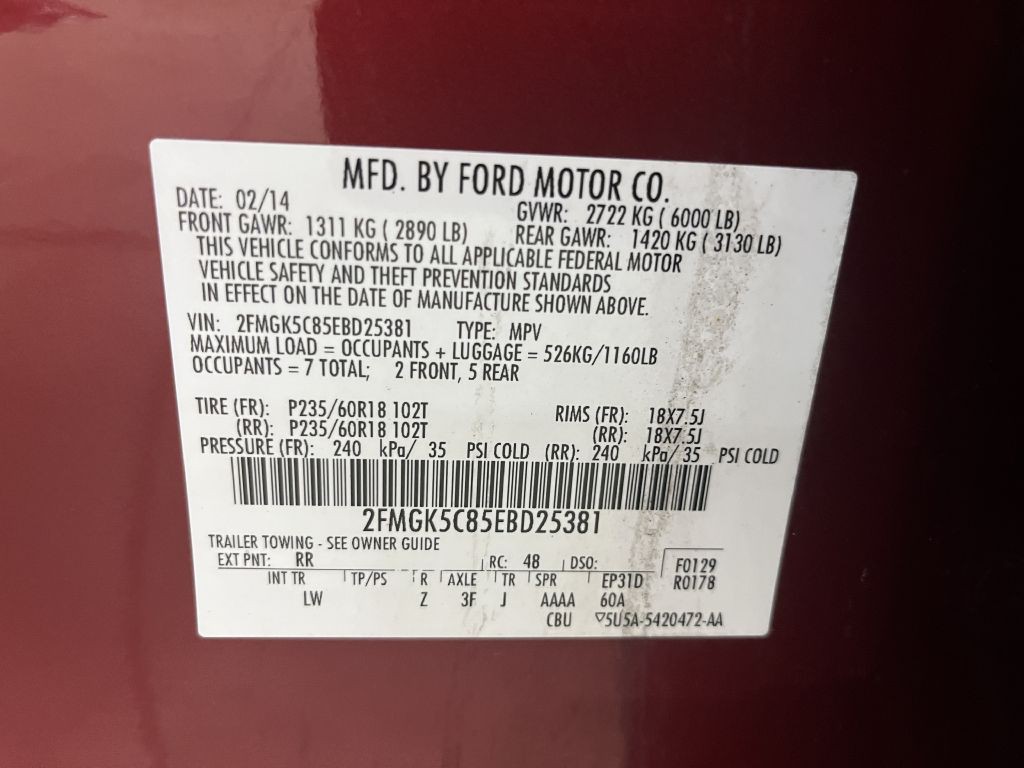 MFD. BY FORD MOTOR CO.
DATE: 02/14 GVWR: 2722 KG ( 6000 LB)
FRONT GAWR: 1311 KG ( 2890 LB) REAR GAWR: 1420 KG ( 3130 LB)
THIS VEHICLE CONFORMS TO ALL APPLICABLE FEDERAL MOTOR
VEHICLE SAFETY AND THEFT PREVENTION STANDARDS
IN EFFECT ON THE DATE OF MANUFACTURE SHOWN ABOVE.
VIN: 2FMGK5C85EBD25381 TYPE: MPV
MAXIMUM LOAD = OCCUPANTS + LUGGAGE = 526KG/1160LB
OCCUPANTS = 7 TOTAL; 2 FRONT, 5 REAR
TIRE (FR): P235/60R18 102T RIMS (FR): 18X7.5J
(RR): P235/60R18 102T (RR): 18X7.5J
PRESSURE (FR): 240 kPa/ 35 PSI COLD (RR): 240 kPa/ 35 PSI COLD
2FMGK5C85EBD25381
TRAILER TOWING - SEE OWNER GUIDE
EXT PNT: RR RC: 48 DSO: F0129
INT TR TP/PS R AXLE TR SPR EP31D R0178
LW Z 3F J AAAA 60A
CBU ▽5U5A-5420472-AA